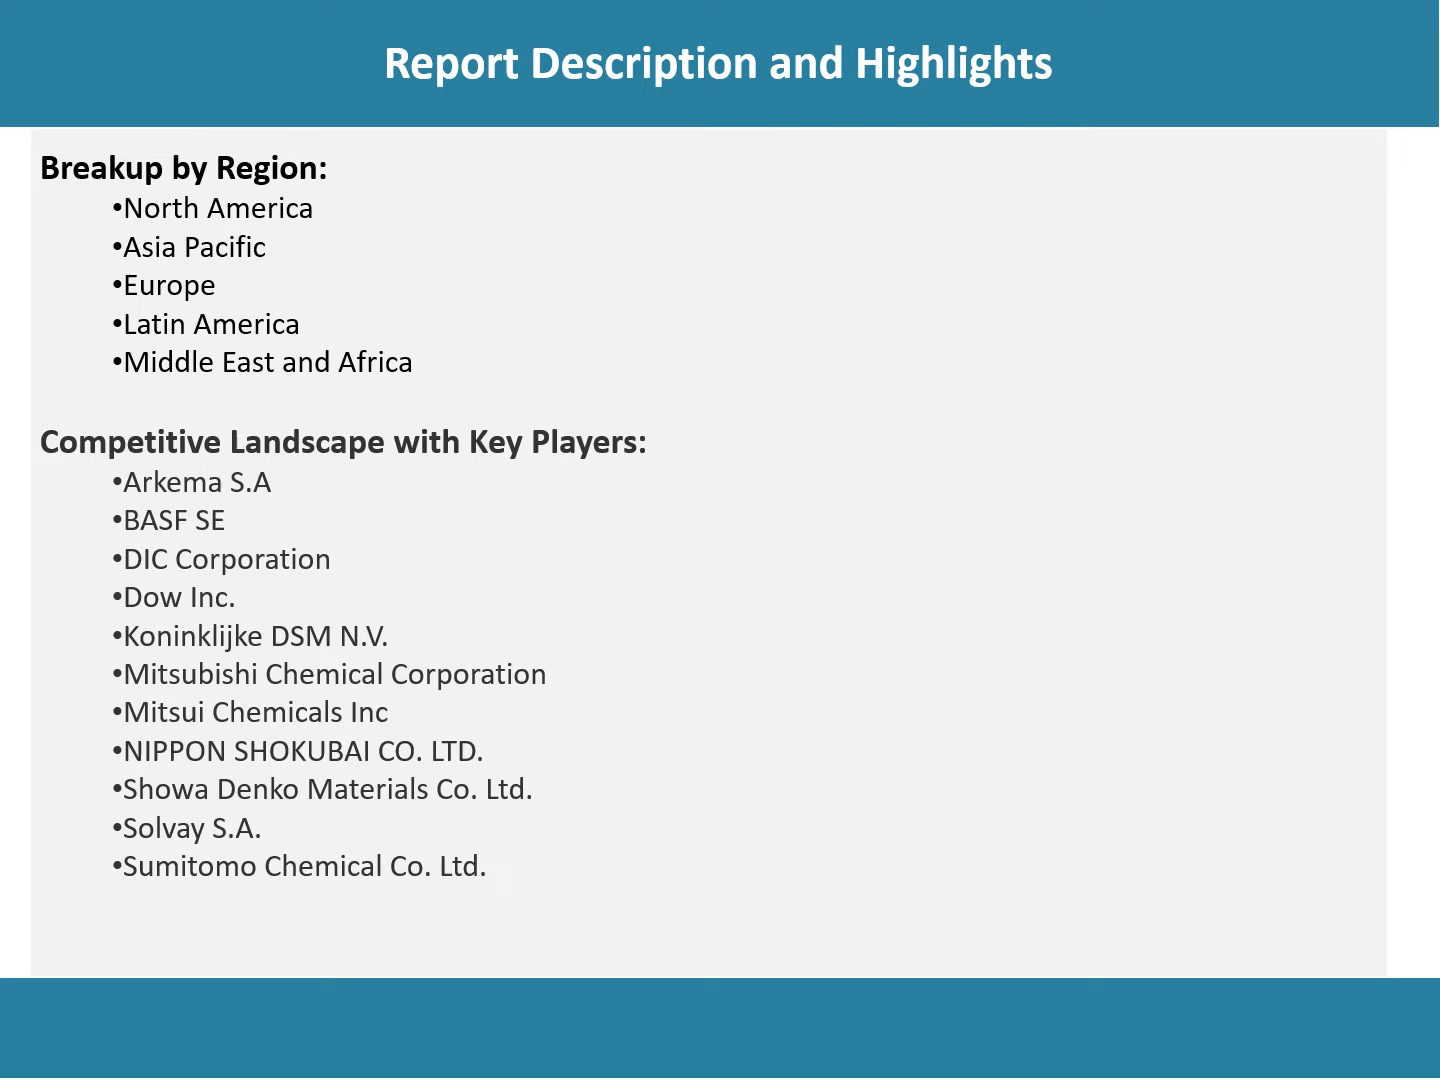 Report Description and Highlights
Breakup by Region:
•North America
•Asia Pacific
•Europe
•Latin America
•Middle East and Africa
Competitive Landscape with Key Players:
•Arkema S.A
•BASF SE
•DIC Corporation
•Dow Inc.
•Koninklijke DSM N.V.
•Mitsubishi Chemical Corporation
•Mitsui Chemicals Inc
•NIPPON SHOKUBAI CO. LTD.
•Showa Denko Materials Co. Ltd.
•Solvay S.A.
•Sumitomo Chemical Co. Ltd.